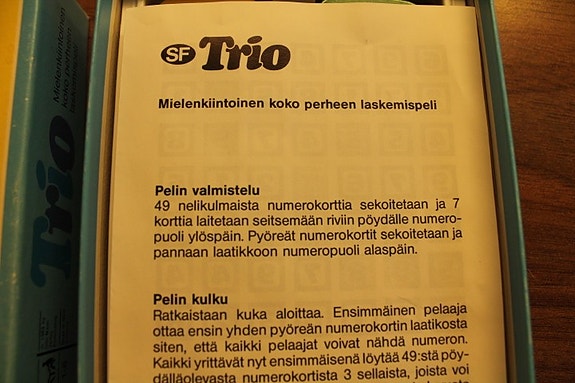 SF Trio
Mielenkiintoinen koko perheen laskemispeli
Pelin valmistelu
49 nelikulmaista numerokorttia sekoitetaan ja 7
korttia laitetaan seitsemään riviin pöydälle numero-
puoli ylöspäin. Pyöreät numerokortit sekoitetaan ja
pannaan laatikkoon numeropuoli alaspäin.
Pelin kulku
Ratkaistaan kuka aloittaa. Ensimmäinen pelaaja
ottaa ensin yhden pyöreän numerokortin laatikosta
siten, että kaikki pelaajat voivat nähdä numeron.
Kaikki yrittävät nyt ensimmäisenä löytää 49:stä pöy-
dälläolevasta numerokortista 3 sellaista, joista voi
Trio
Mielenkiintoinen
koko perheen